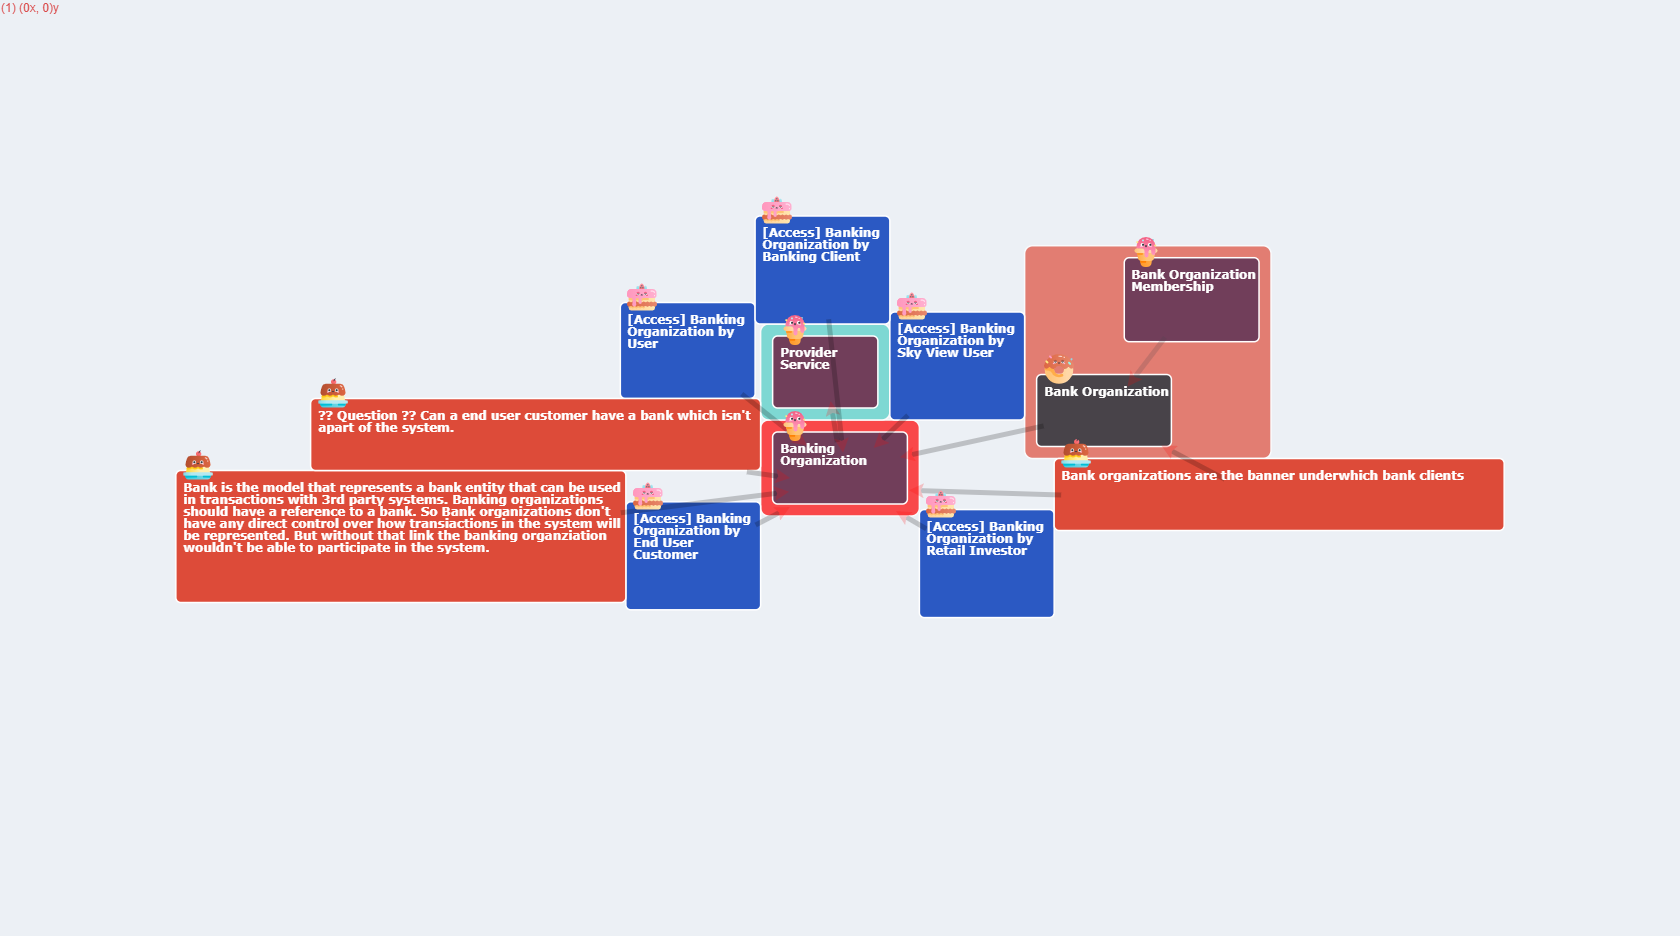 (1) (0x, 0)y
[Access] Banking
Organization by
Banking Client
Bank Organization
Membership
[Access] Banking
Organization by
User
[Access] Banking
Organization by
Sky View User
Provider
Service
Bank Organization
?? Question ?? Can a end user customer have a bank which isn't
apart of the system.
Banking
Organization
Bank organizations are the banner underwhich bank clients
Bank is the model that represents a bank entity that can be used
in transactions with 3rd party systems. Banking organizations
should have a reference to a bank. So Bank organizations don't
have any direct control over how transiactions in the system will
be represented. But without that link the banking organziation
wouldn't be able to participate in the system.
[Access] Banking
Organization by
End User
Customer
[Access] Banking
Organization by
Retail Investor